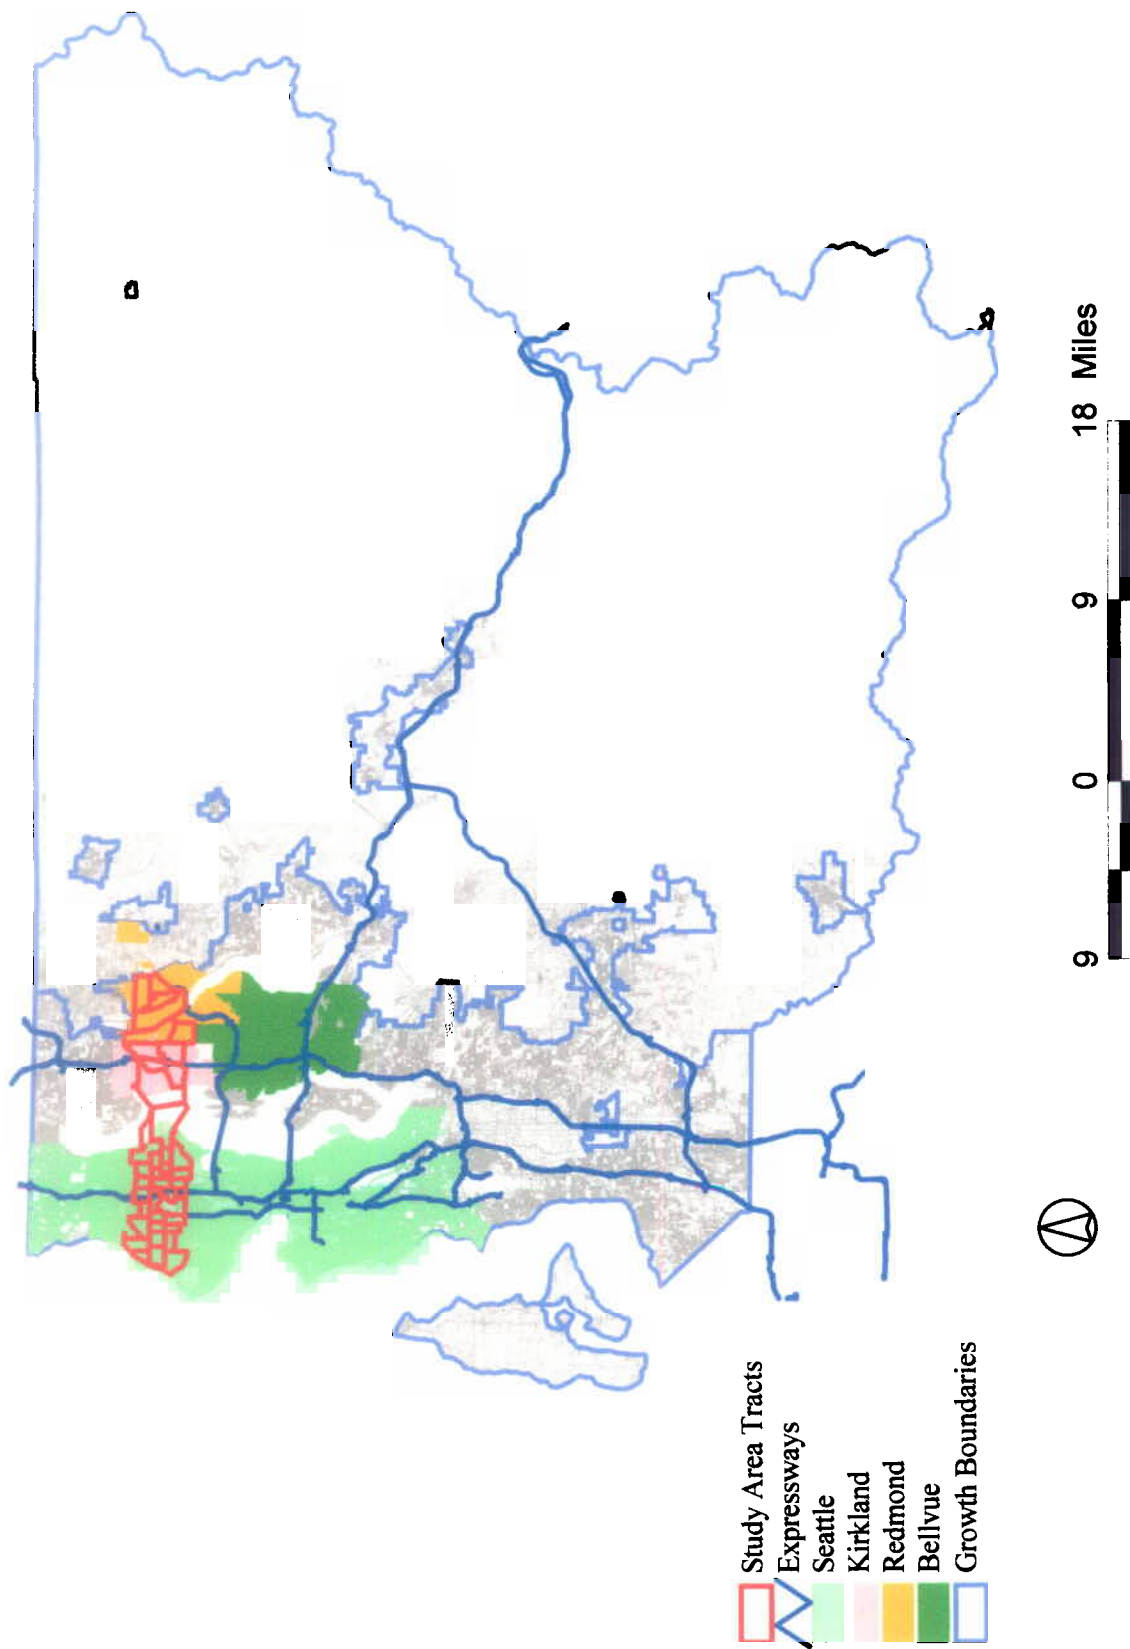 Study Area Tracts
Expressways
Seattle
Kirkland
Redmond
Bellvue
Growth Boundaries
9 0 9 18 Miles